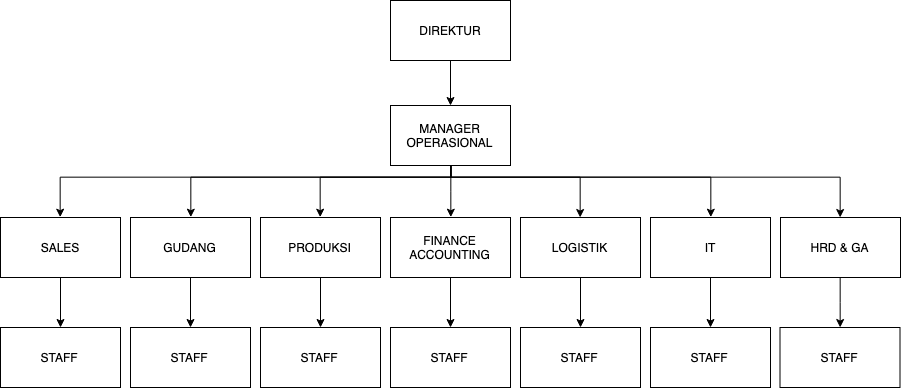 DIREKTUR
MANAGER
OPERASIONAL
SALES
GUDANG
PRODUKSI
FINANCE
ACCOUNTING
LOGISTIK
IT
HRD & GA
STAFF
STAFF
STAFF
STAFF
STAFF
STAFF
STAFF